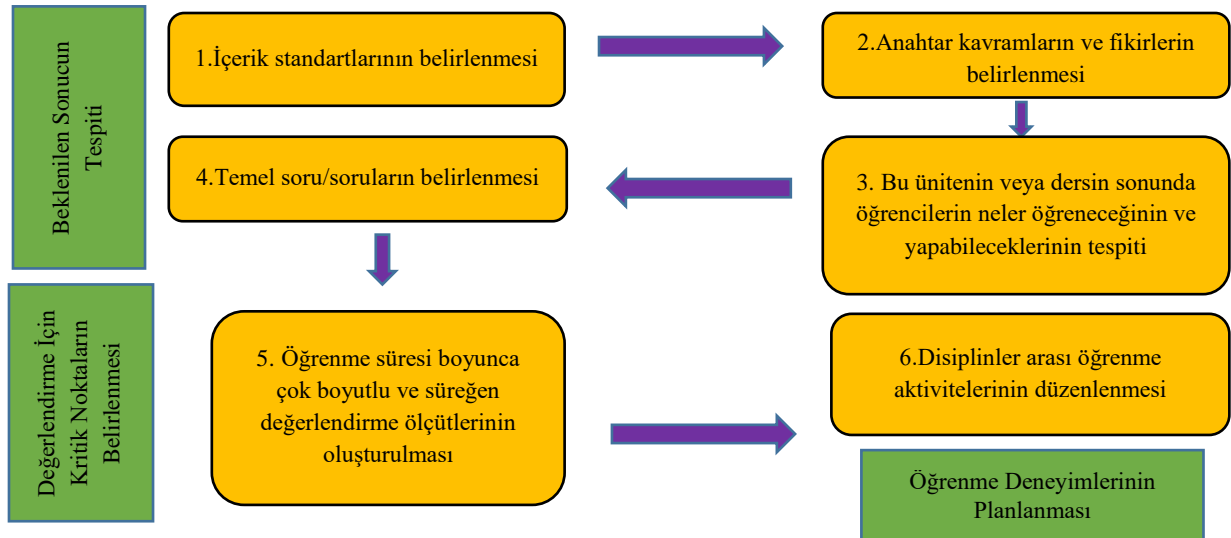 Beklenilen Sonucun
Tespiti
1.İçerik standartlarının belirlenmesi
2.Anahtar kavramların ve fikirlerin
belirlenmesi
3. Bu ünitenin veya dersin sonunda
öğrencilerin neler öğreneceğinin ve
yapabileceklerinin tespiti
4.Temel soru/soruların belirlenmesi
Değerlendirme İçin
Kritik Noktaların
Belirlenmesi
5. Öğrenme süresi boyunca
çok boyutlu ve süreğen
değerlendirme ölçütlerinin
oluşturulması
6.Disiplinler arası öğrenme
aktivitelerinin düzenlenmesi
Öğrenme Deneyimlerinin
Planlanması